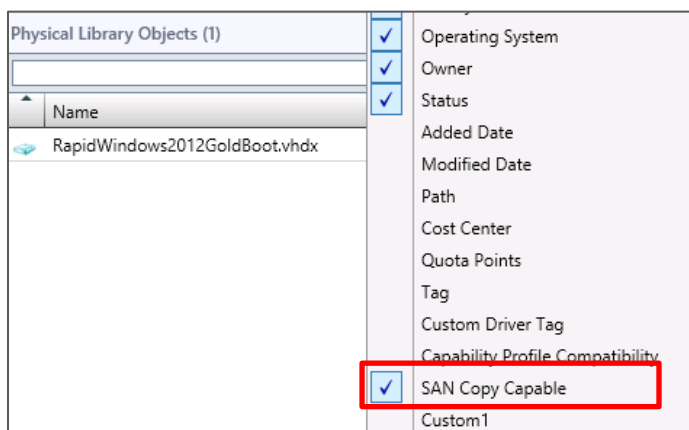 Physical Library Objects (1)
Name
RapidWindows2012GoldBoot.vhdx
Operating System
Owner
Status
Added Date
Modified Date
Path
Cost Center
Quota Points
Tag
Custom Driver Tag
Capability Profile Compatibility
SAN Copy Capable
Custom1